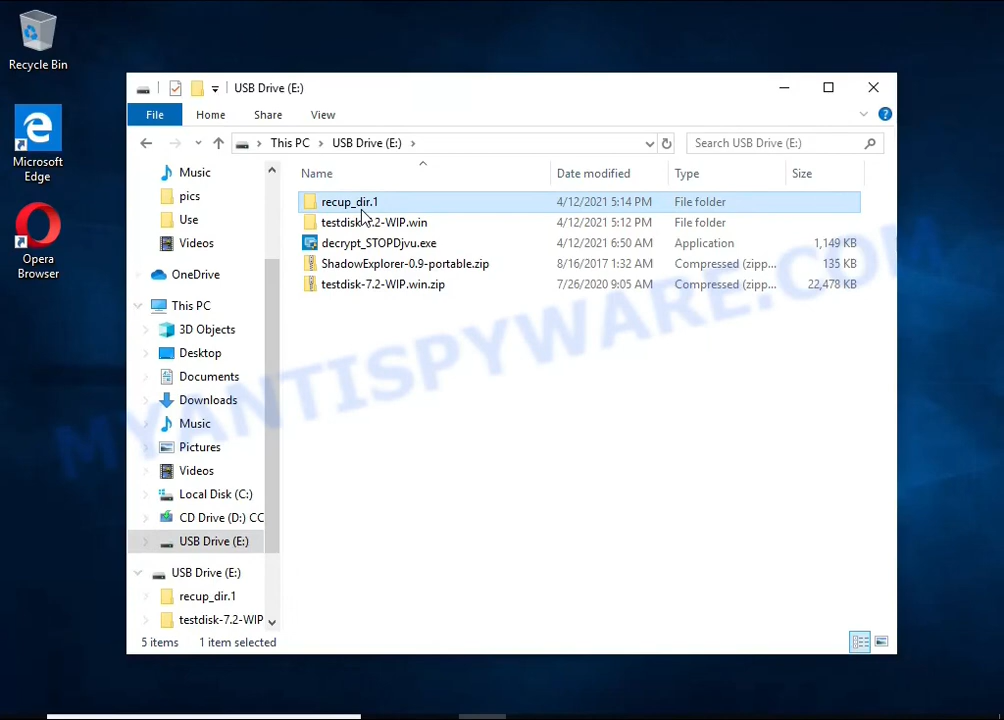 Recycle Bin
Microsoft
Edge
Opera
Browser
USB Drive (E:)
File Home Share View
This PC USB Drive (E:)
Search USB Drive (E:)
Name Date modified Type Size
recup_dir.1 4/12/2021 5:14 PM File folder
testdisk-7.2-WIP.win 4/12/2021 5:12 PM File folder
decrypt_STOPDjvu.exe 4/12/2021 6:50 AM Application 1,149 KB
ShadowExplorer-0.9-portable.zip 8/16/2017 1:32 AM Compressed (zipp... 135 KB
testdisk-7.2-WIP.win.zip 7/26/2020 9:05 AM Compressed (zipp... 22,478 KB
Music
pics
Use
Videos
OneDrive
This PC
3D Objects
Desktop
Documents
Downloads
Music
Pictures
Videos
Local Disk (C:)
CD Drive (D:) CC
USB Drive (E:)
USB Drive (E:)
recup_dir.1
testdisk-7.2-WIP
5 items 1 item selected
MYANTISPYWARE.COM